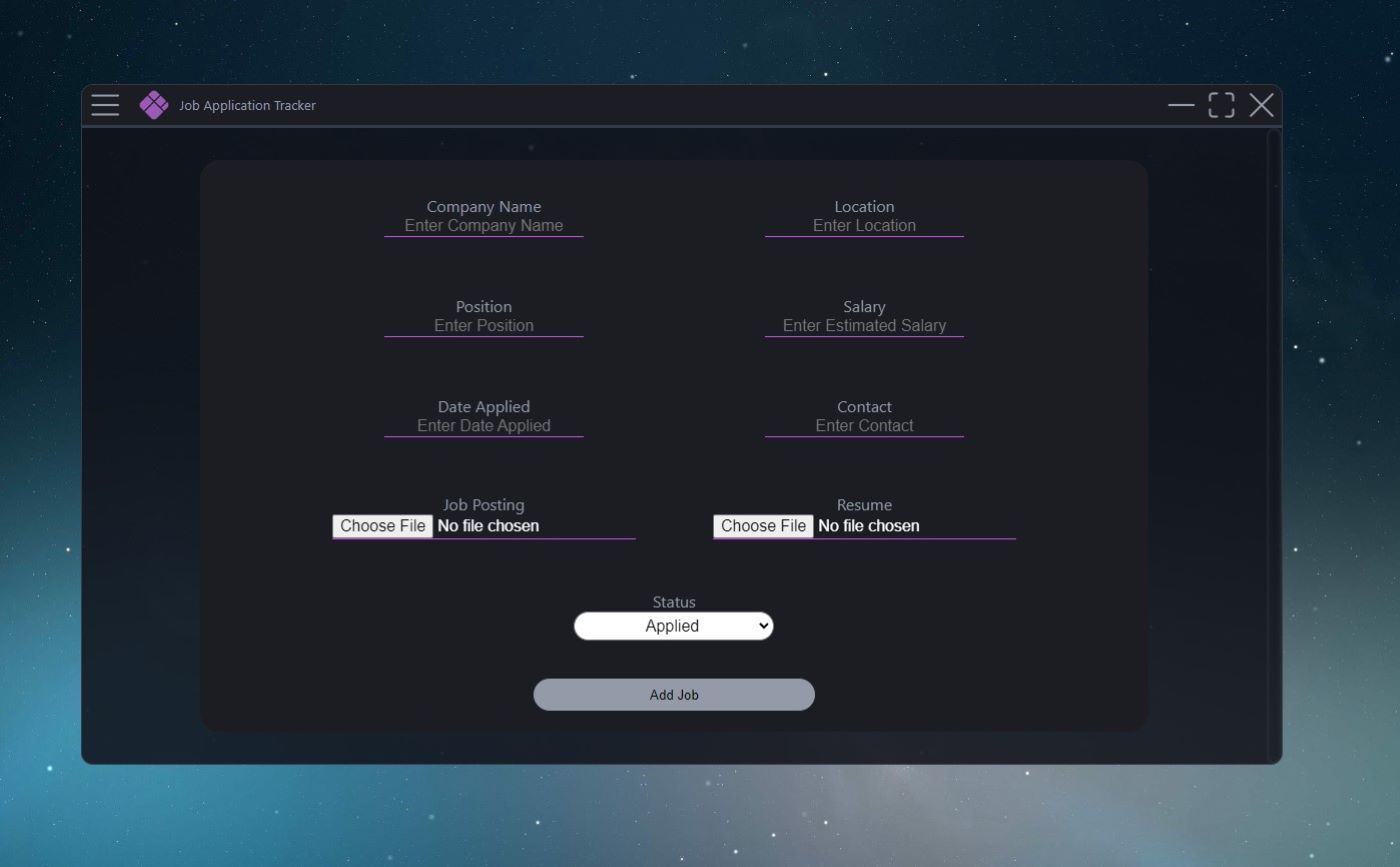 Job Application Tracker
Company Name
Enter Company Name
Location
Enter Location
Position
Enter Position
Salary
Enter Estimated Salary
Date Applied
Enter Date Applied
Contact
Enter Contact
Job Posting
Choose File No file chosen
Resume
Choose File No file chosen
Status
Applied
Add Job